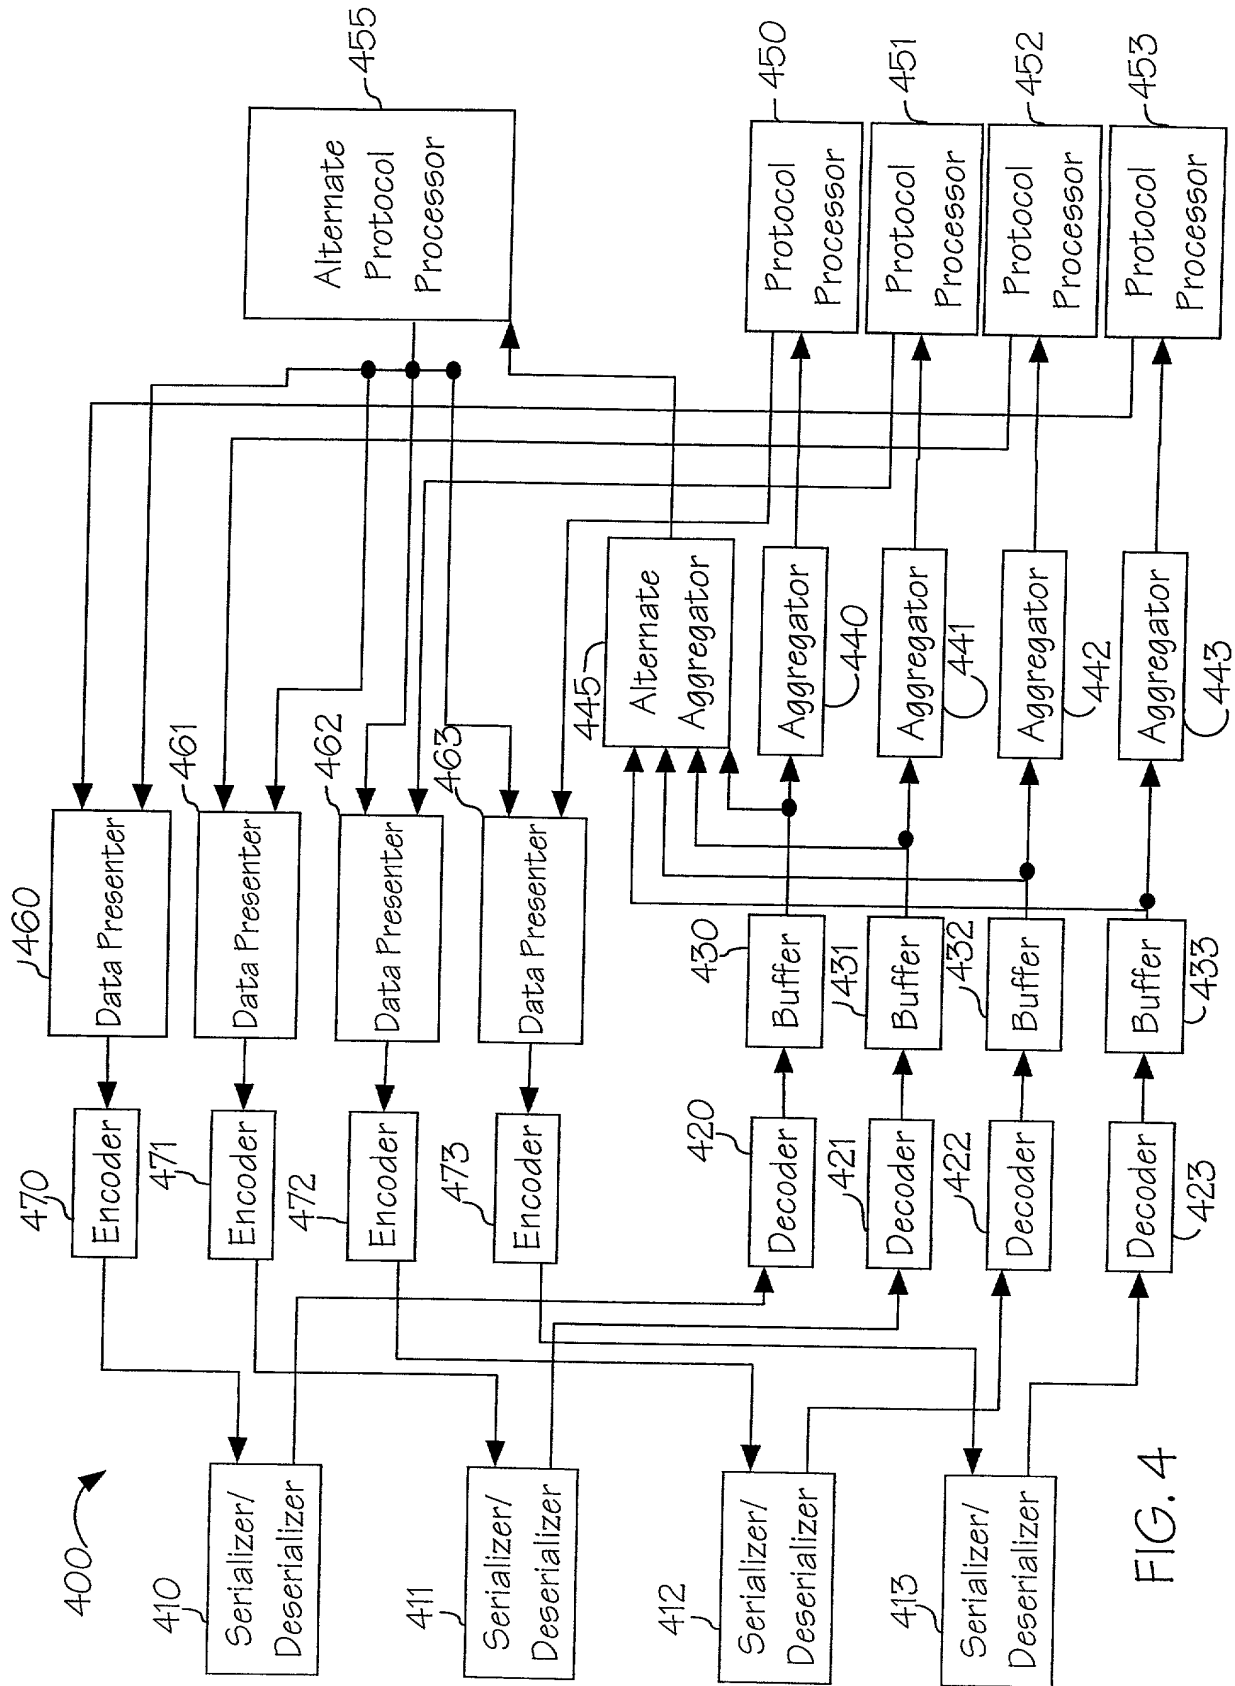 400
410
Serializer/
Deserializer
411
Serializer/
Deserializer
412
Serializer/
Deserializer
413
Serializer/
Deserializer
470
Encoder
471
Encoder
472
Encoder
473
Encoder
420
Decoder
421
Decoder
422
Decoder
423
Decoder
460
Data Presenter
461
Data Presenter
462
Data Presenter
463
Data Presenter
430
Buffer
431
Buffer
432
Buffer
433
Buffer
445
Alternate
Aggregator
440
Aggregator
441
Aggregator
442
Aggregator
443
Aggregator
455
Alternate
Protocol
Processor
450
Protocol
Processor
451
Protocol
Processor
452
Protocol
Processor
453
Protocol
Processor
FIG. 4